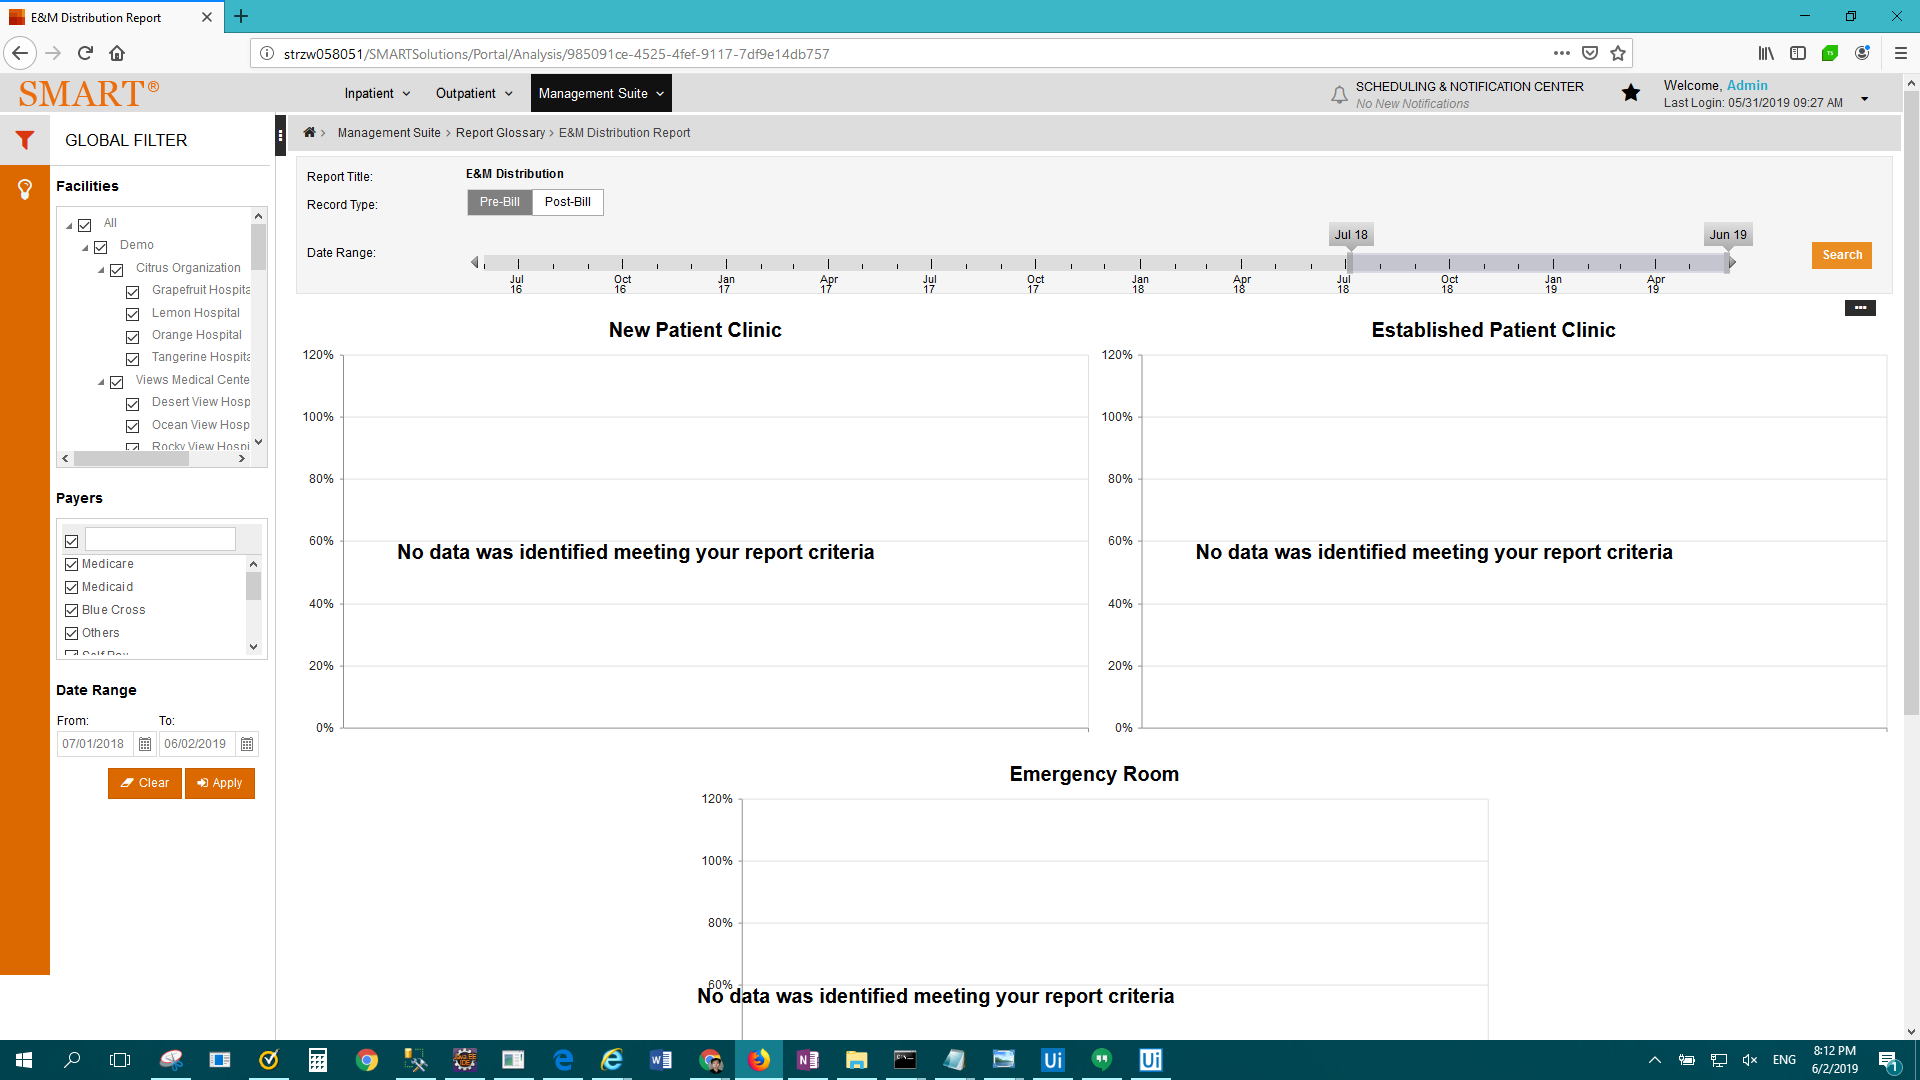 E&M Distribution Report
strzw058051/SMARTSolutions/Portal/Analysis/985091ce-4525-4fef-9117-7df9e14db757
SMART®
Inpatient
Outpatient
Management Suite
SCHEDULING & NOTIFICATION CENTER
No New Notifications
Welcome, Admin
Last Login: 05/31/2019 09:27 AM
GLOBAL FILTER
Management Suite > Report Glossary > E&M Distribution Report
Facilities
All
Demo
Citrus Organization
Grapefruit Hospita
Lemon Hospital
Orange Hospital
Tangerine Hospita
Views Medical Cente
Desert View Hosp
Ocean View Hosp
Rocky View Hospi
Payers
Medicare
Medicaid
Blue Cross
Others
Self Pay
Date Range
From:
To:
07/01/2018
06/02/2019
Clear
Apply
Report Title:
E&M Distribution
Record Type:
Pre-Bill
Post-Bill
Date Range:
Jul 18
Jun 19
Jul 16
Oct 16
Jan 17
Apr 17
Jul 17
Oct 17
Jan 18
Apr 18
Jul 18
Oct 18
Jan 19
Apr 19
Search
New Patient Clinic
120%
100%
80%
60%
40%
20%
0%
No data was identified meeting your report criteria
Established Patient Clinic
120%
100%
80%
60%
40%
20%
0%
No data was identified meeting your report criteria
Emergency Room
120%
100%
80%
60%
No data was identified meeting your report criteria
ENG
8:12 PM
6/2/2019
1